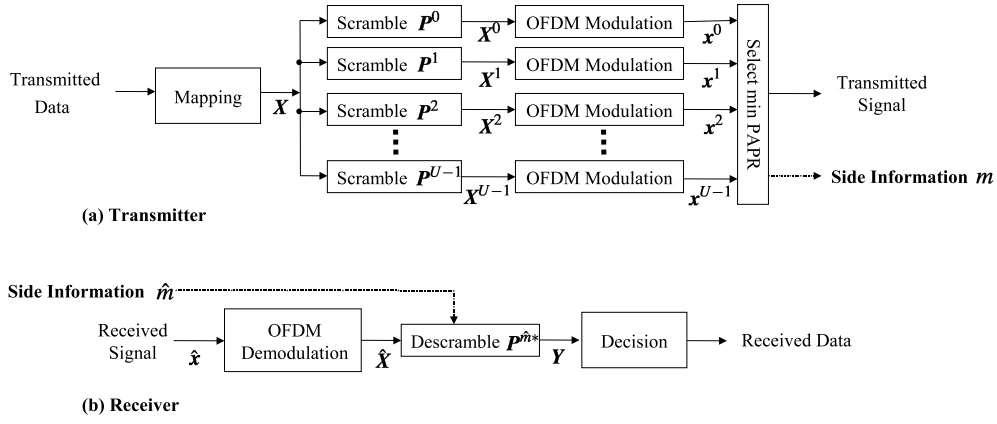 Scramble P^0
X^0
OFDM Modulation
x^0
Scramble P^1
X^1
OFDM Modulation
x^1
Transmitted
Data
Mapping
X
Scramble P^2
X^2
OFDM Modulation
x^2
Scramble P^{U−1}
X^{U−1}
OFDM Modulation
x^{U−1}
Select min PAPR
Transmitted
Signal
Side Information m
(a) Transmitter
Side Information m̂
Received
Signal
x̂
OFDM
Demodulation
X̂
Descramble P^{m̂*}
Y
Decision
Received Data
(b) Receiver